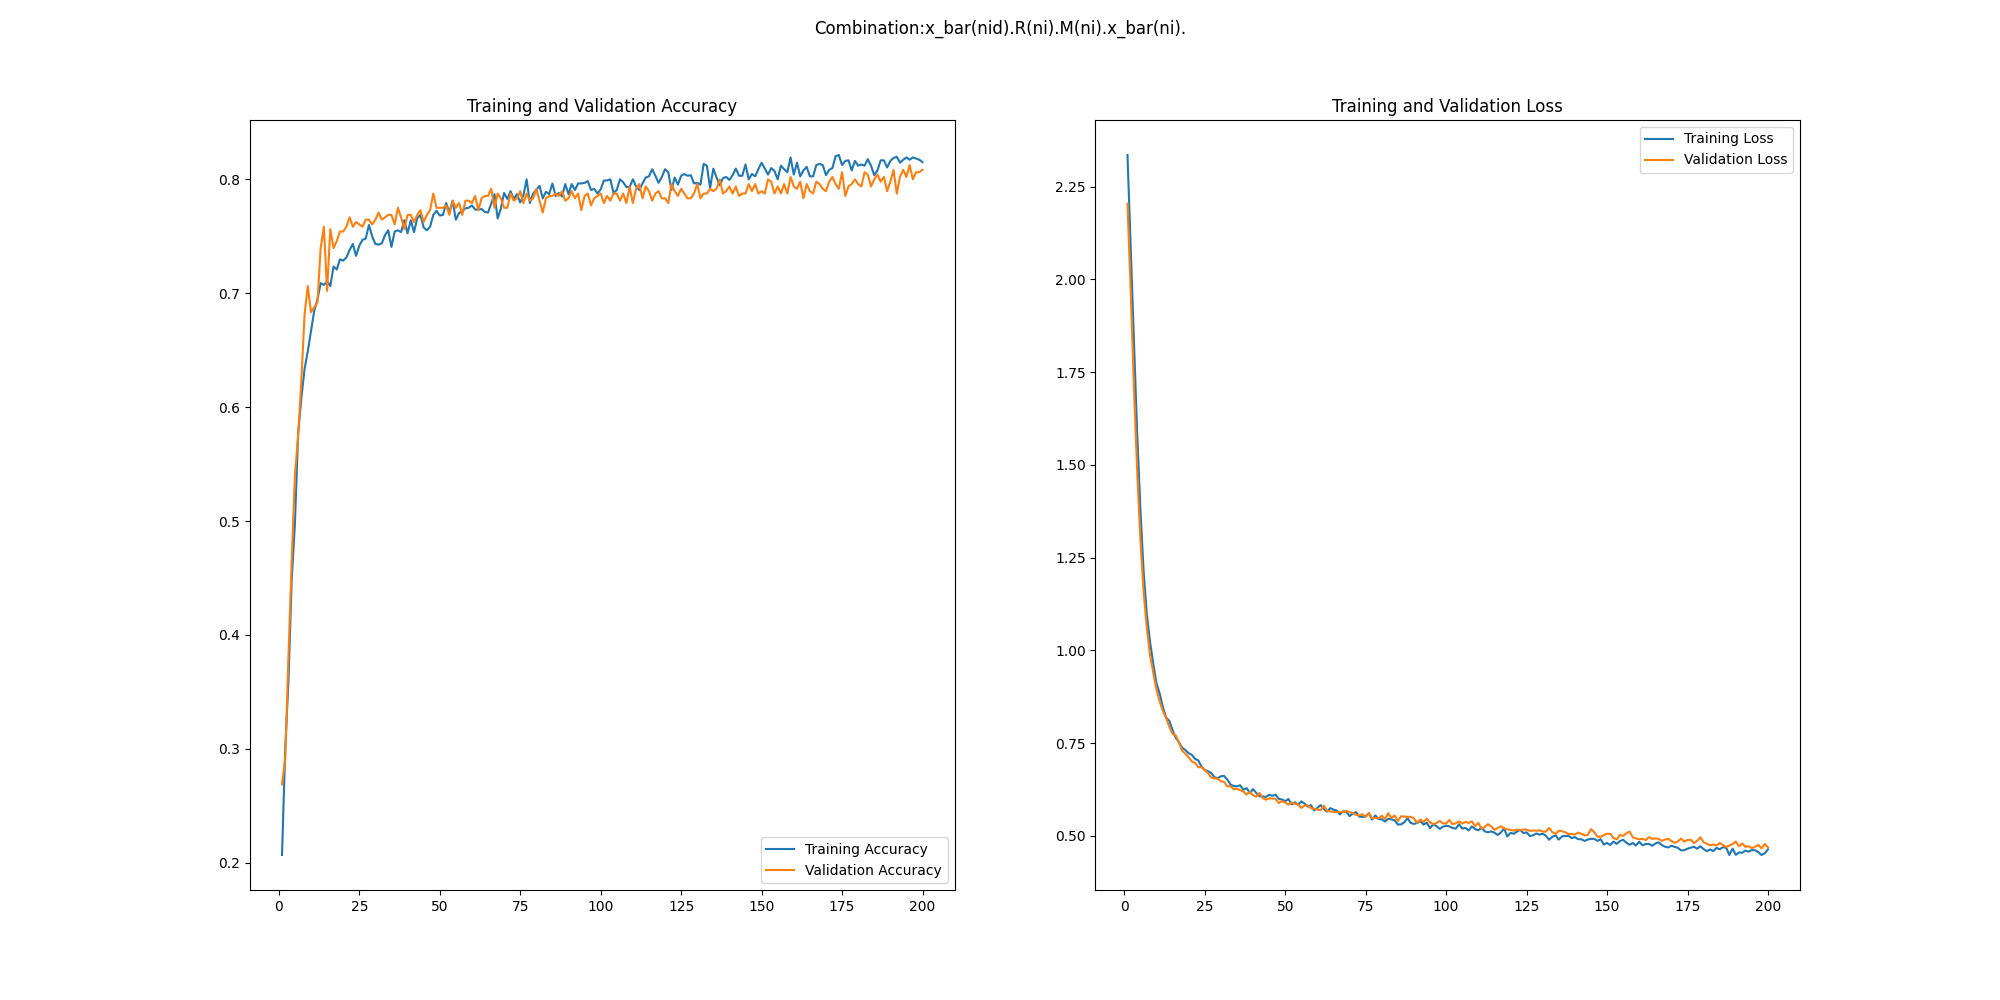 Combination:x_bar(nid).R(ni).M(ni).x_bar(ni).
Training and Validation Accuracy
0.8
0.7
0.6
0.5
0.4
0.3
0.2
0 25 50 75 100 125 150 175 200
Training Accuracy
Validation Accuracy
Training and Validation Loss
2.25
2.00
1.75
1.50
1.25
1.00
0.75
0.50
0 25 50 75 100 125 150 175 200
Training Loss
Validation Loss